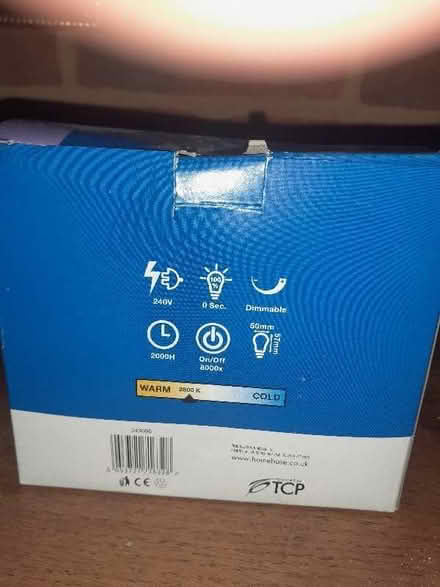 100
%
240V
0 Sec.
Dimmable
50mm
57mm
2000H
On/Off
8000x
WARM 2800 K COLD
www.homebase.co.uk
CE
TCP